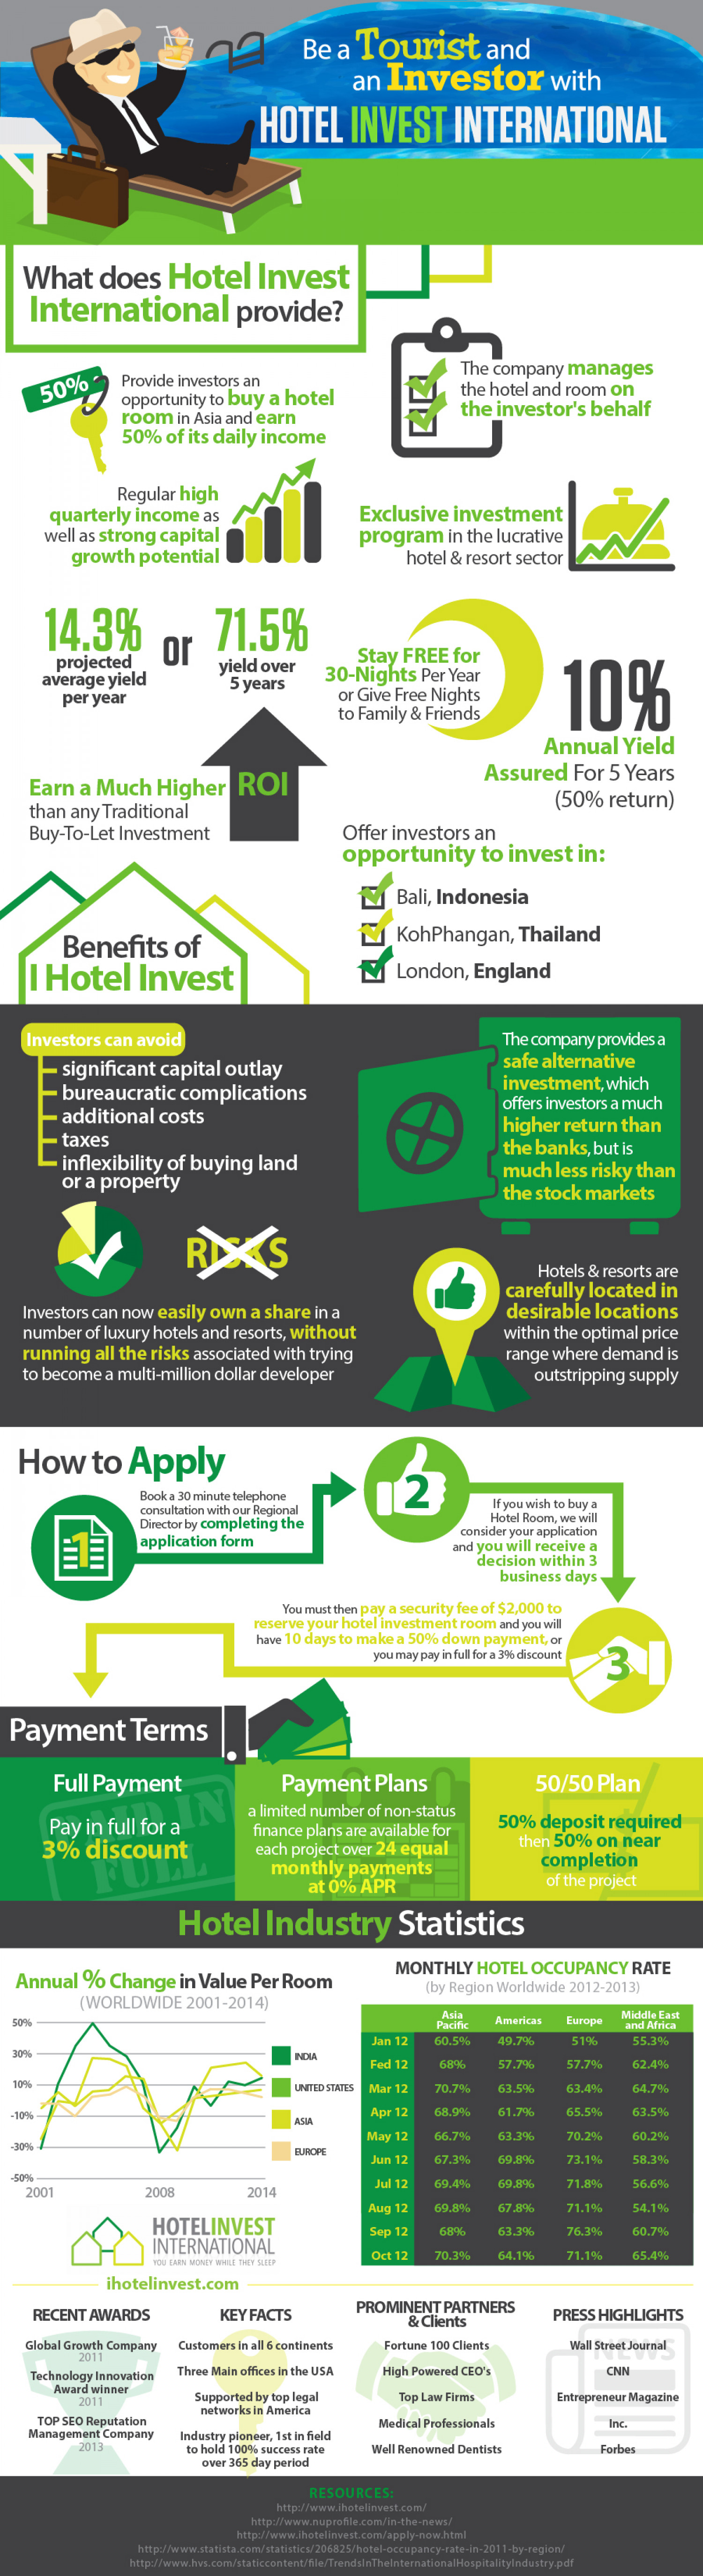 Be a Tourist and
an Investor with
HOTEL INVEST INTERNATIONAL
What does Hotel Invest
International provide?
50%
Provide investors an
opportunity to buy a hotel
room in Asia and earn
50% of its daily income
The company manages
the hotel and room on
the investor's behalf
Regular high
quarterly income as
well as strong capital
growth potential
Exclusive investment
program in the lucrative
hotel & resort sector
14.3%
projected
average yield
per year
or
71.5%
yield over
5 years
Stay FREE for
30-Nights Per Year
or Give Free Nights
to Family & Friends
10%
Annual Yield
Assured For 5 Years
(50% return)
Earn a Much Higher ROI
than any Traditional
Buy-To-Let Investment
Offer investors an
opportunity to invest in:
Bali, Indonesia
KohPhangan, Thailand
London, England
Benefits of
I Hotel Invest
Investors can avoid
significant capital outlay
bureaucratic complications
additional costs
taxes
inflexibility of buying land
or a property
The company provides a
safe alternative
investment, which
offers investors a much
higher return than
the banks, but is
much less risky than
the stock markets
RISKS
Investors can now easily own a share in a
number of luxury hotels and resorts, without
running all the risks associated with trying
to become a multi-million dollar developer
Hotels & resorts are
carefully located in
desirable locations
within the optimal price
range where demand is
outstripping supply
How to Apply
1
Book a 30 minute telephone
consultation with our Regional
Director by completing the
application form
2
If you wish to buy a
Hotel Room, we will
consider your application
and you will receive a
decision within 3
business days
You must then pay a security fee of $2,000 to
reserve your hotel investment room and you will
have 10 days to make a 50% down payment, or
you may pay in full for a 3% discount
3
Payment Terms
Full Payment
PAID IN
FULL
Pay in full for a
3% discount
Payment Plans
a limited number of non-status
finance plans are available for
each project over 24 equal
monthly payments
at 0% APR
50/50 Plan
50% deposit required
then 50% on near
completion
of the project
Hotel Industry Statistics
Annual % Change in Value Per Room
(WORLDWIDE 2001-2014)
50%
30%
10%
-10%
-30%
-50%
2001 2008 2014
INDIA
UNITED STATES
ASIA
EUROPE
MONTHLY HOTEL OCCUPANCY RATE
(by Region Worldwide 2012-2013)
Asia Pacific Americas Europe Middle East and Africa
Jan 12 60.5% 49.7% 51% 55.3%
Fed 12 68% 57.7% 57.7% 62.4%
Mar 12 70.7% 63.5% 63.4% 64.7%
Apr 12 68.9% 61.7% 65.5% 63.5%
May 12 66.7% 63.3% 70.2% 60.2%
Jun 12 67.3% 69.8% 73.1% 58.3%
Jul 12 69.4% 69.8% 71.8% 56.6%
Aug 12 69.8% 67.8% 71.1% 54.1%
Sep 12 68% 63.3% 76.3% 60.7%
Oct 12 70.3% 64.1% 71.1% 65.4%
HOTELINVEST
INTERNATIONAL
YOU EARN MONEY WHILE THEY SLEEP
ihotelinvest.com
RECENT AWARDS
Global Growth Company
2011
Technology Innovation
Award winner
2011
TOP SEO Reputation
Management Company
2013
KEY FACTS
Customers in all 6 continents
Three Main offices in the USA
Supported by top legal
networks in America
Industry pioneer, 1st in field
to hold 100% success rate
over 365 day period
PROMINENT PARTNERS
& Clients
Fortune 100 Clients
High Powered CEO's
Top Law Firms
Medical Professionals
Well Renowned Dentists
PRESS HIGHLIGHTS
NEWS
Wall Street Journal
CNN
Entrepreneur Magazine
Inc.
Forbes
RESOURCES:
http://www.ihotelinvest.com/
http://www.nuprofile.com/in-the-news/
http://www.ihotelinvest.com/apply-now.html
http://www.statista.com/statistics/206825/hotel-occupancy-rate-in-2011-by-region/
http://www.hvs.com/staticcontent/file/TrendsInTheInternationalHospitalityIndustry.pdf